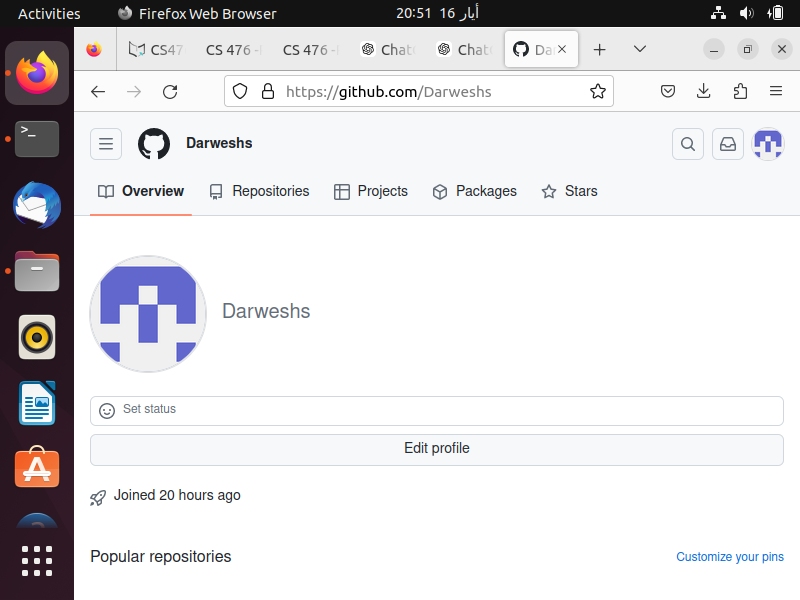 Activities Firefox Web Browser 20:51 16 أيار
CS47 CS 476 - CS 476 - Chat Chat Da
https://github.com/Darweshs
Darweshs
Overview Repositories Projects Packages Stars
Darweshs
Set status
Edit profile
Joined 20 hours ago
Popular repositories Customize your pins